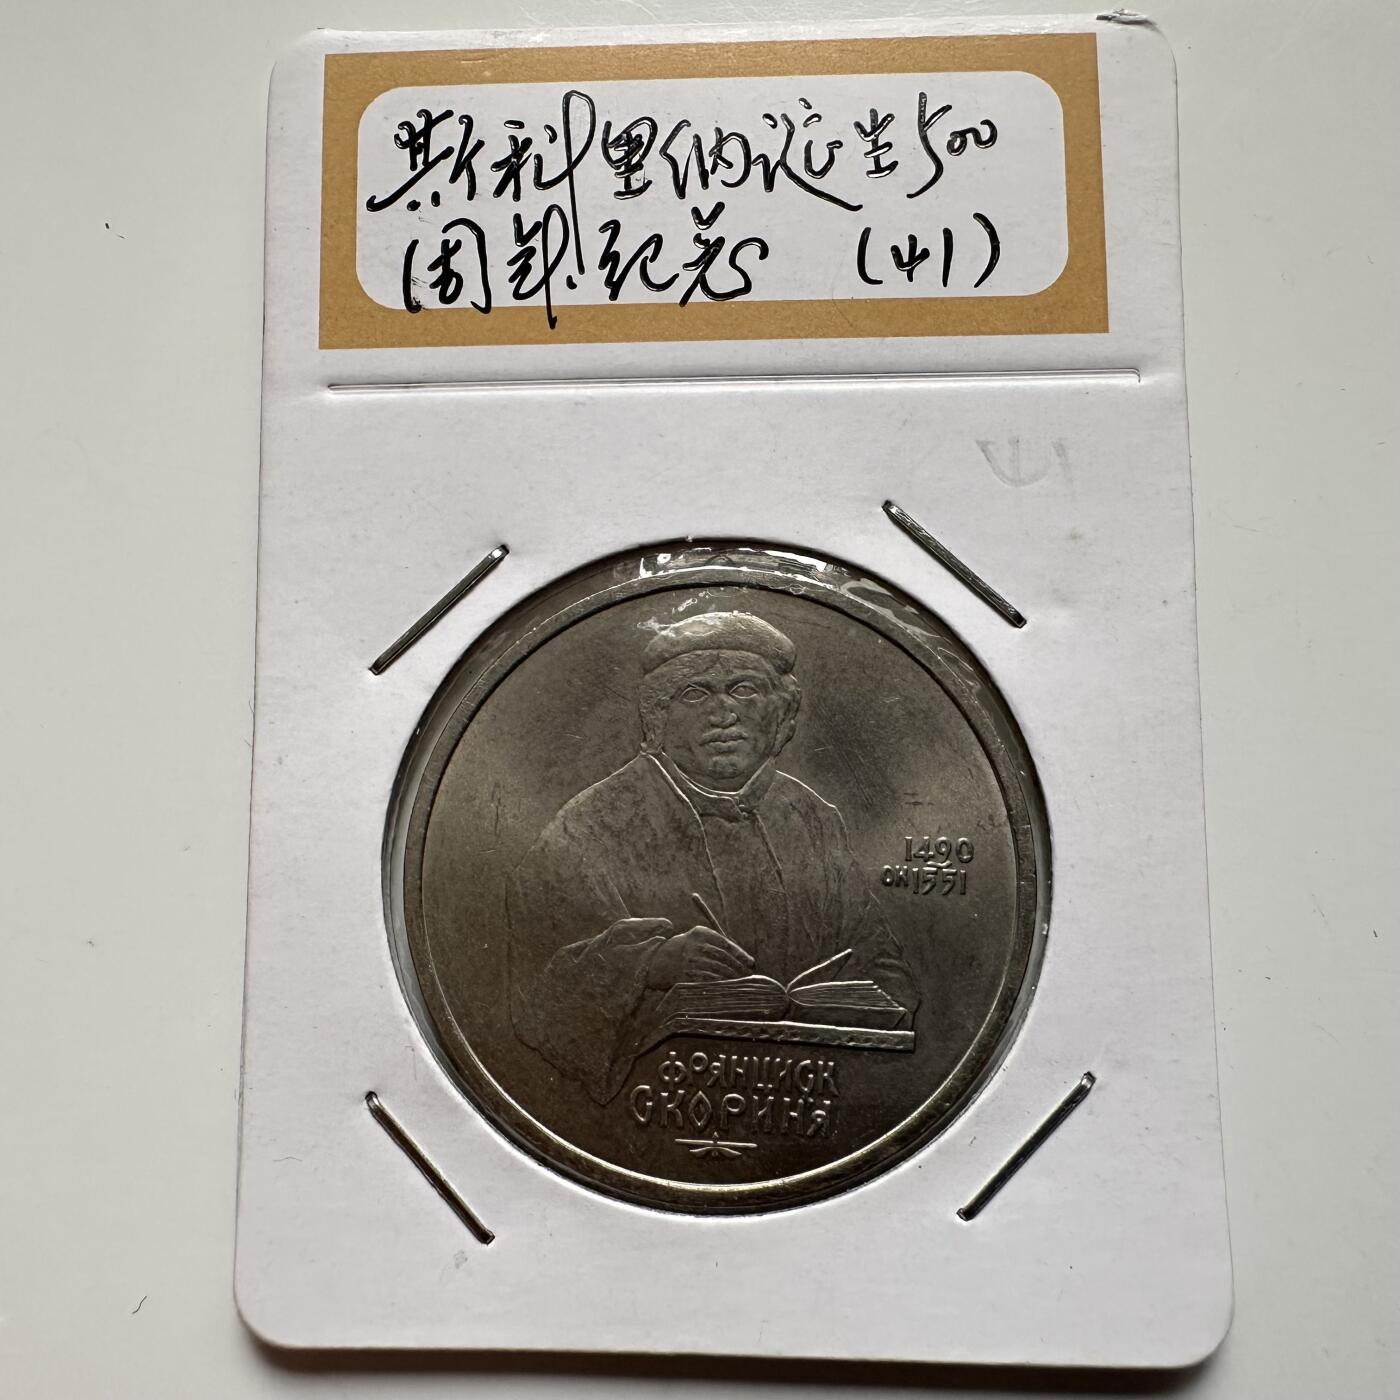 斯科里纳诞生500
周年纪念 (41)
1490
ок 1551
ФРАНЦИСК
СКОРИНА